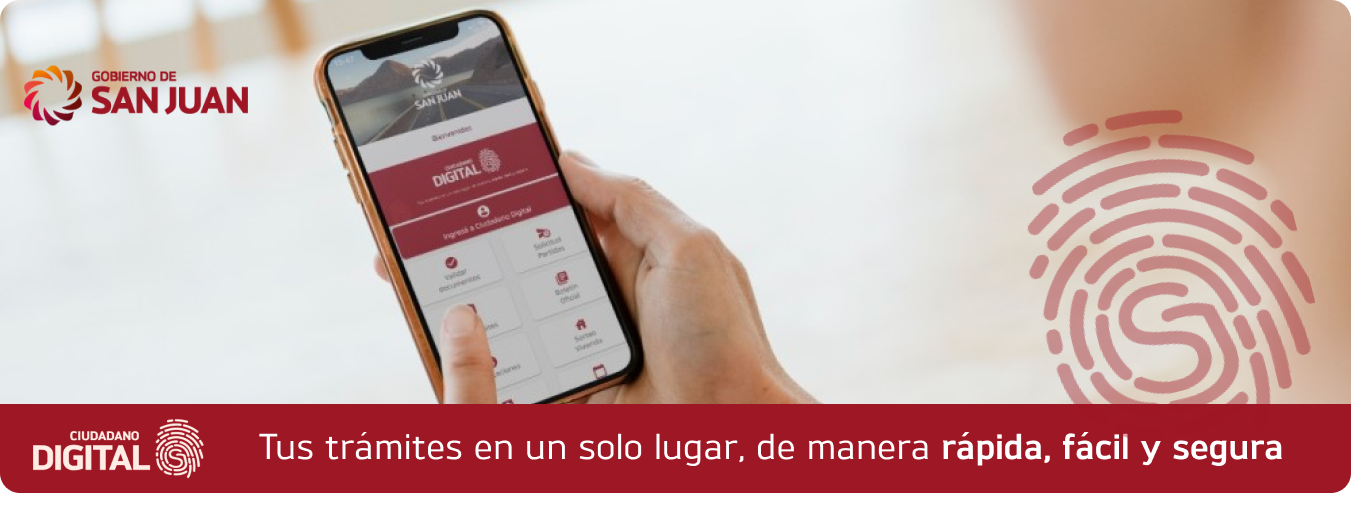 GOBIERNO DE
SAN JUAN
SAN JUAN
Bienvenidos
CIUDADANO
DIGITAL
Ingresá a Ciudadano Digital
Validar
documentos
Solicitud
Partidas
Boletín
Oficial
Sorteo
Vivienda
CIUDADANO
DIGITAL
Tus trámites en un solo lugar, de manera rápida, fácil y segura